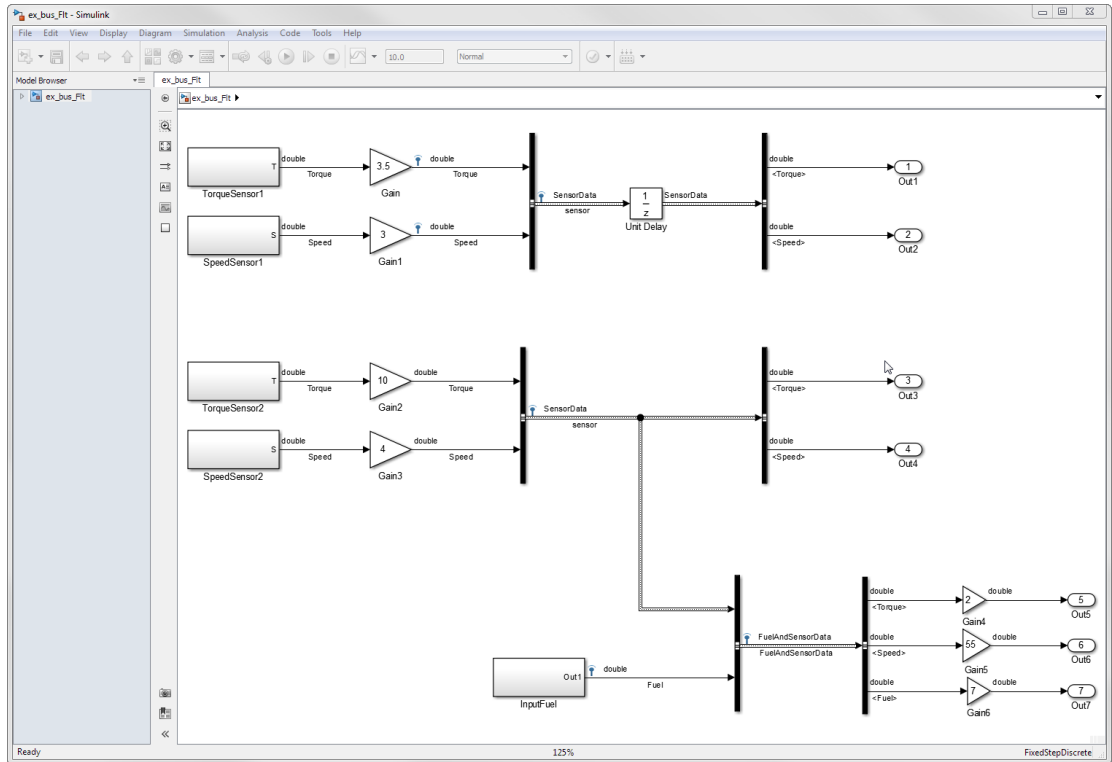 ex_bus_Flt - Simulink
File Edit View Display Diagram Simulation Analysis Code Tools Help
10.0 Normal
Model Browser ex_bus_Flt
ex_bus_Flt ex_bus_Flt
T double Torque 3.5 double Torque
TorqueSensor1 Gain
S double Speed 3 double Speed
SpeedSensor1 Gain1
SensorData sensor 1 z SensorData
Unit Delay
double <Torque> 1
Out1
double <Speed> 2
Out2
T double Torque 10 double Torque
TorqueSensor2 Gain2
S double Speed 4 double Speed
SpeedSensor2 Gain3
SensorData
sensor
double <Torque> 3
Out3
double <Speed> 4
Out4
Out1 double Fuel
InputFuel
FuelAndSensorData
FuelAndSensorData
double <Torque> 2 double 5
Gain4 Out5
double <Speed> 55 double 6
Gain5 Out6
double <Fuel> 7 double 7
Gain6 Out7
Ready 125% FixedStepDiscrete